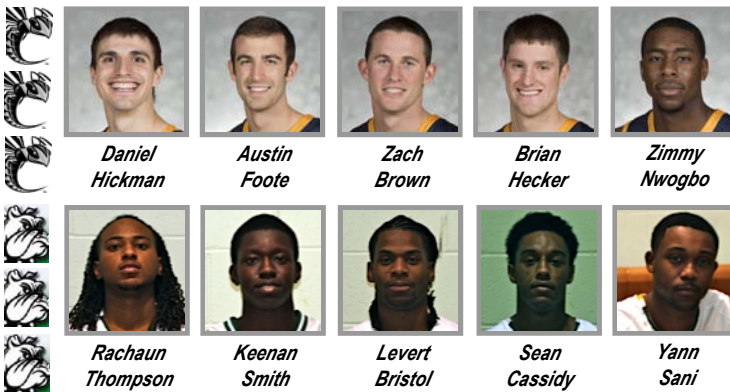 Daniel Austin Zach Brian Zimmy
Hickman Foote Brown Hecker Nwogbo
Rachaun Keenan Levert Sean Yann
Thompson Smith Bristol Cassidy Sani